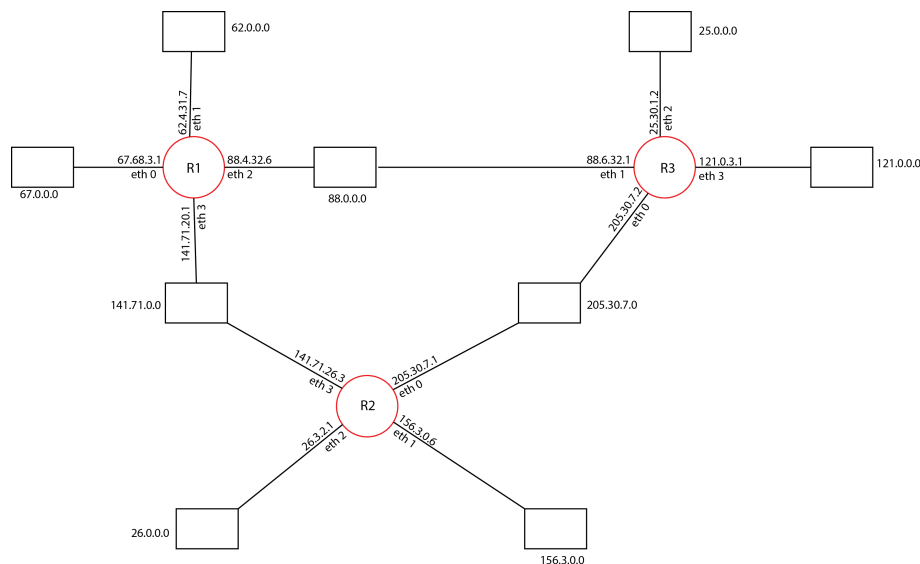 62.0.0.0
25.0.0.0
62.4.31.7
eth 1
25.30.1.2
eth 2
67.68.3.1
eth 0
R1
88.4.32.6
eth 2
88.6.32.1
eth 1
R3
121.0.3.1
eth 3
121.0.0.0
67.0.0.0
88.0.0.0
141.71.20.1
eth 3
205.30.7.2
eth 0
141.71.0.0
205.30.7.0
141.71.26.3
eth 3
205.30.7.1
eth 0
R2
26.3.2.1
eth 2
156.3.0.6
eth 1
26.0.0.0
156.3.0.0